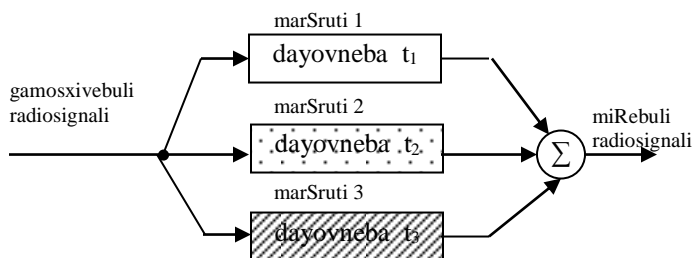 marSruti 1
dayovneba t₁
gamosxivebuli
radiosignali
marSruti 2
dayovneba t₂
Σ
miRebuli
radiosignali
marSruti 3
dayovneba t₃